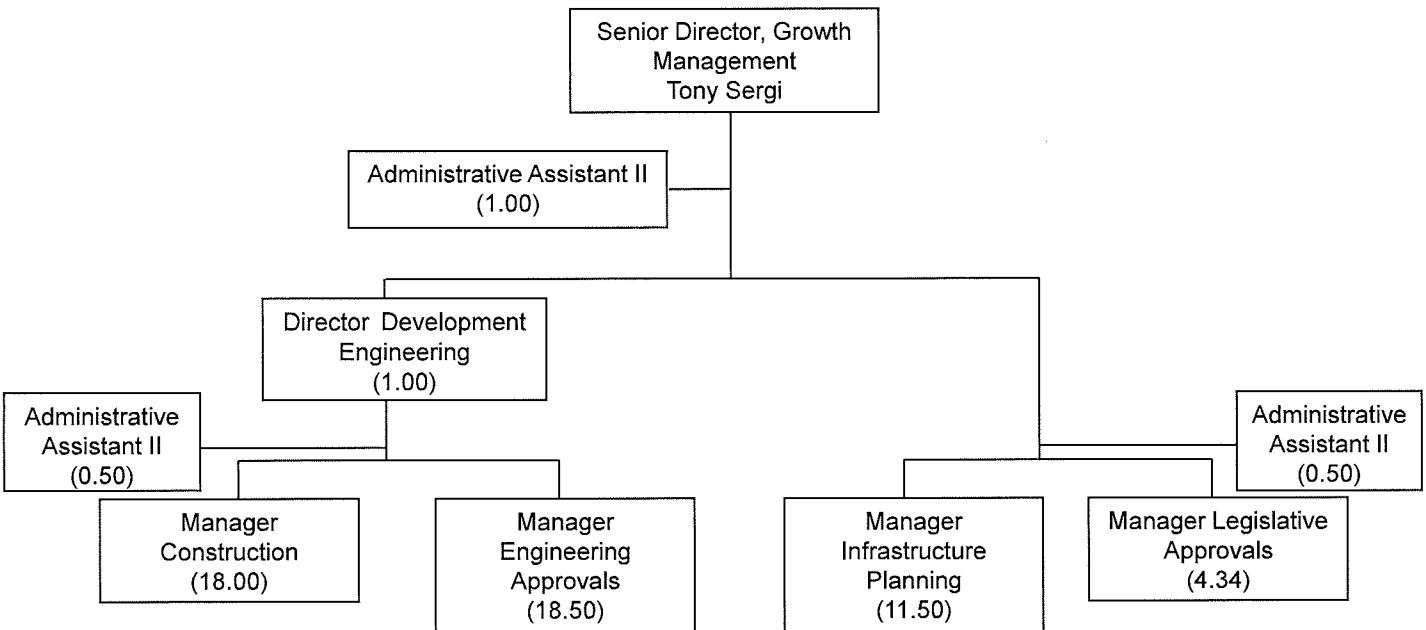 Senior Director, Growth
Management
Tony Sergi
Administrative Assistant II
(1.00)
Director Development
Engineering
(1.00)
Administrative
Assistant II
(0.50)
Administrative
Assistant II
(0.50)
Manager
Construction
(18.00)
Manager
Engineering
Approvals
(18.50)
Manager
Infrastructure
Planning
(11.50)
Manager Legislative
Approvals
(4.34)